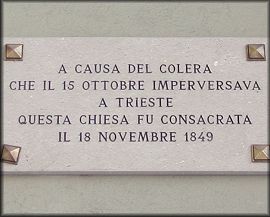 A CAUSA DEL COLERA
CHE IL 15 OTTOBRE IMPERVERSAVA
A TRIESTE
QUESTA CHIESA FU CONSACRATA
IL 18 NOVEMBRE 1849